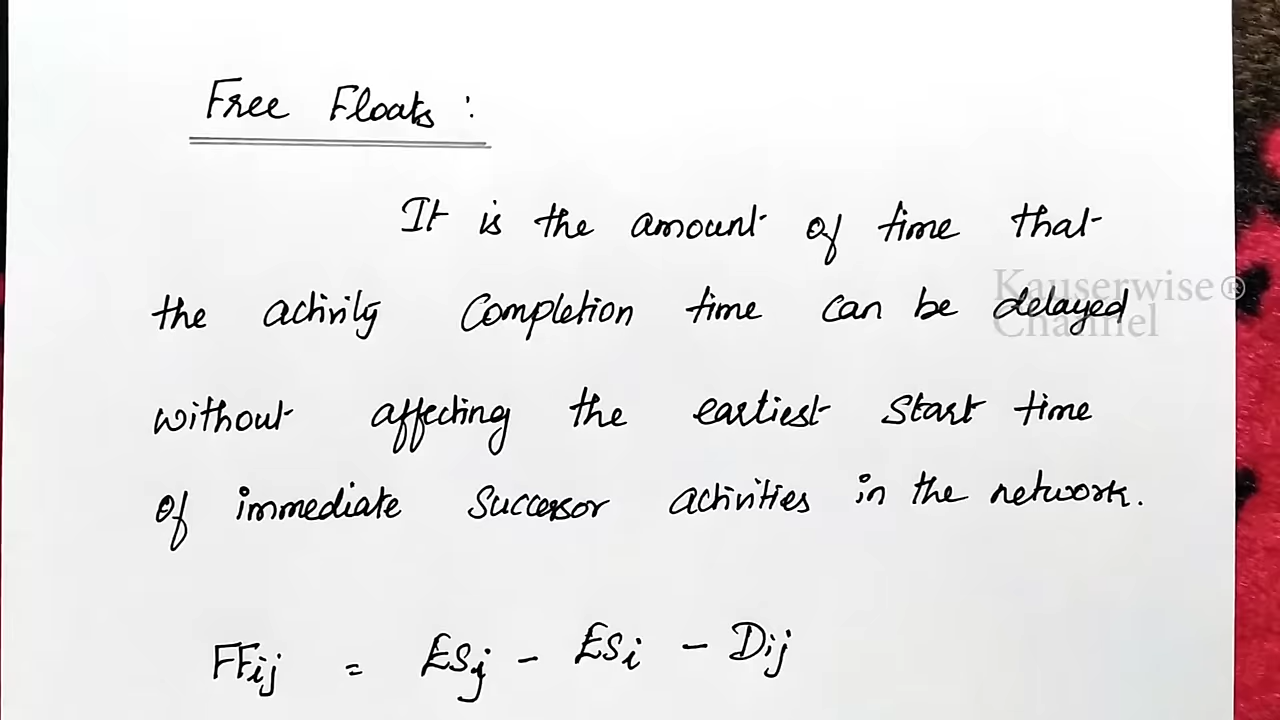 Free Floats :
It is the amount of time that
the activity completion time can be delayed
Kauserwise®
Channel
without affecting the earliest start time
of immediate successor activities in the network.
FFij = ESj - ESi - Dij